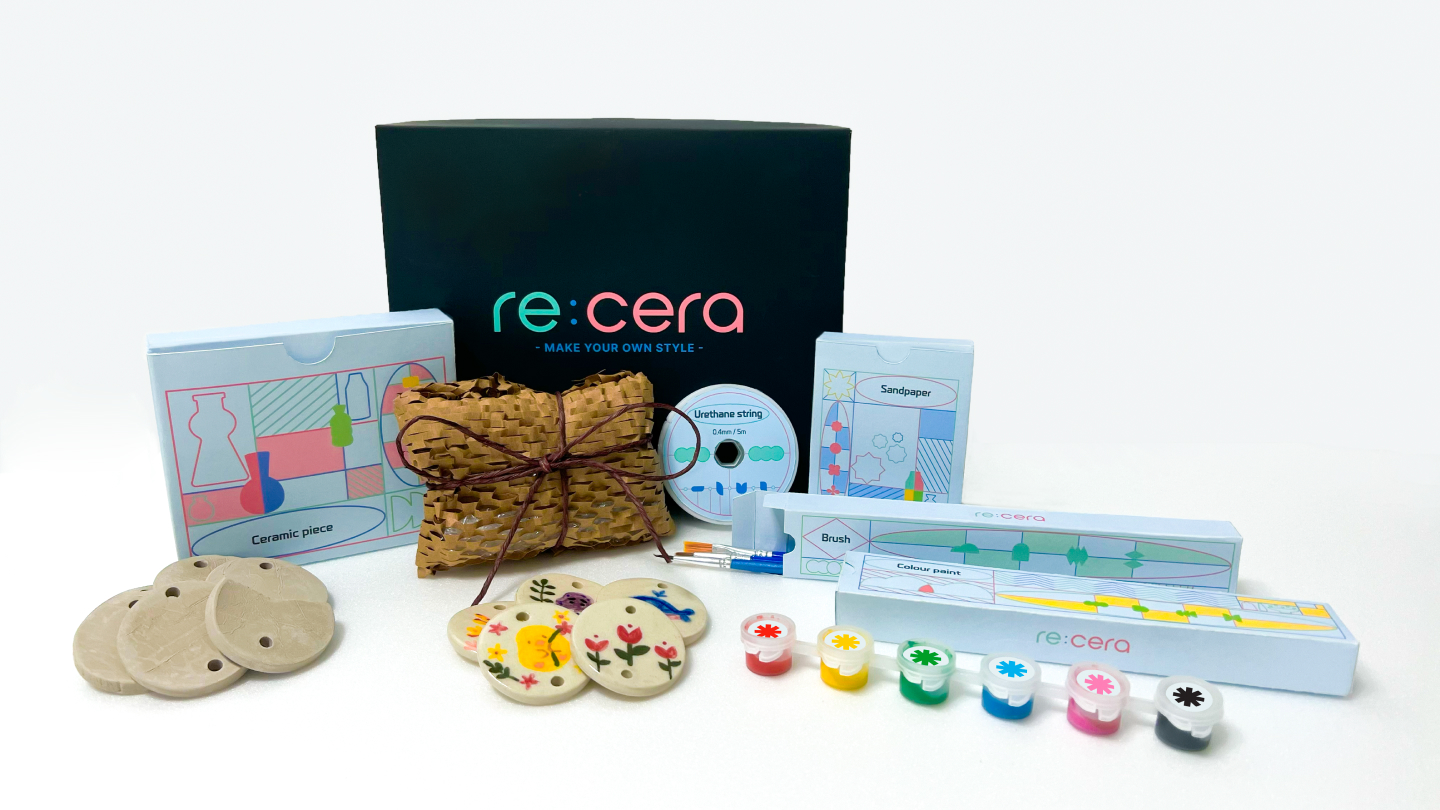 re:cera
- MAKE YOUR OWN STYLE -
Ceramic piece
Urethane string
0.4mm / 5m
Sandpaper
re:cera
Brush
Colour paint
re:cera